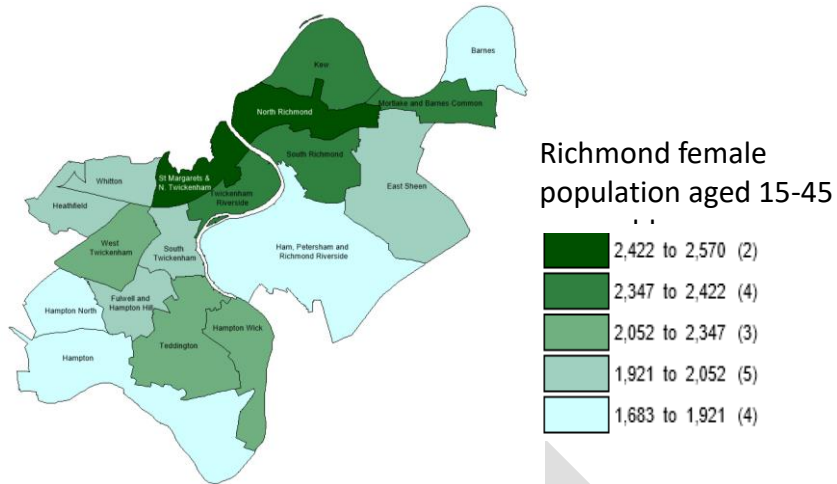 Barnes
Kew
Mortlake and Barnes Common
North Richmond
South Richmond
St Margarets &
N. Twickenham
Twickenham
Riverside
East Sheen
Whitton
Heathfield
West
Twickenham
South
Twickenham
Ham, Petersham and
Richmond Riverside
Fulwell and
Hampton Hill
Hampton North
Hampton Wick
Teddington
Hampton
Richmond female
population aged 15-45
2,422 to 2,570 (2)
2,347 to 2,422 (4)
2,052 to 2,347 (3)
1,921 to 2,052 (5)
1,683 to 1,921 (4)